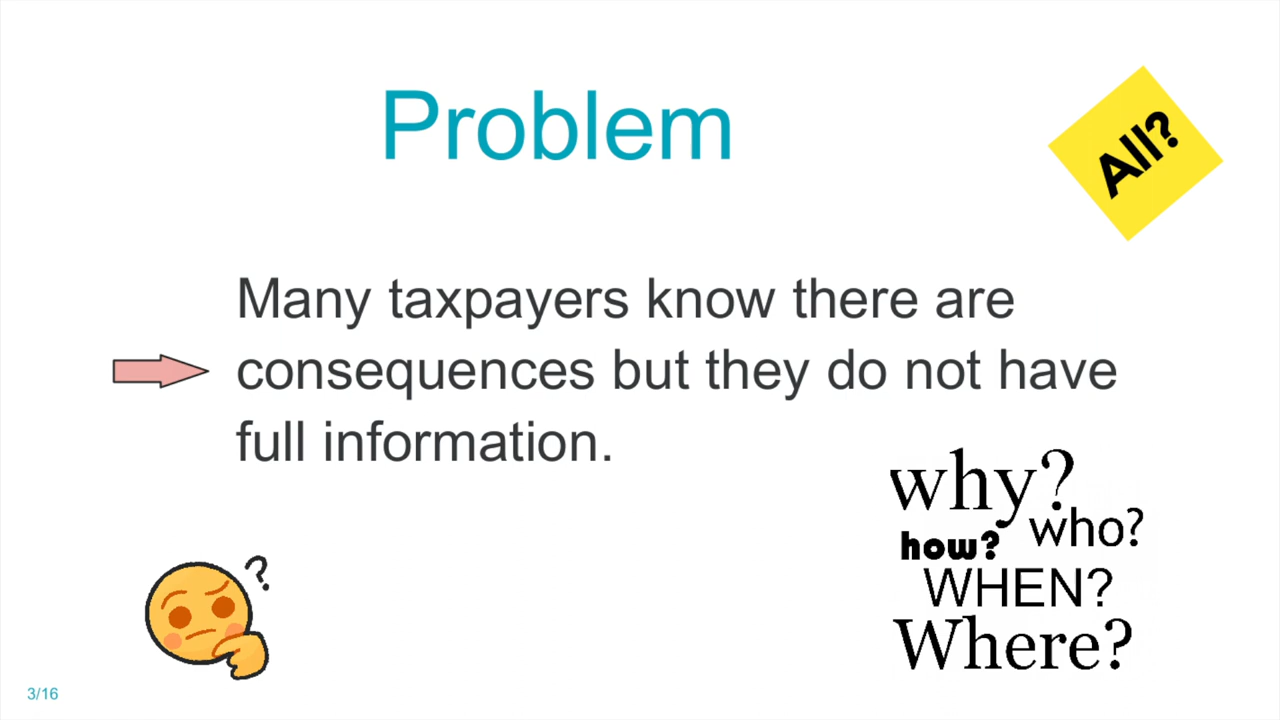 Problem
All?
Many taxpayers know there are
consequences but they do not have
full information.
why?
who?
how?
WHEN?
Where?
?
3/16